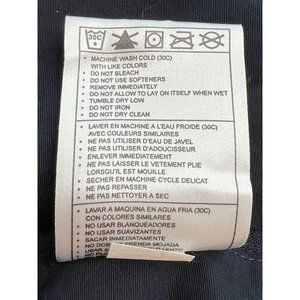 30C
• MACHINE WASH COLD (30C)
WITH LIKE COLORS
• DO NOT BLEACH
• DO NOT USE SOFTENERS
• REMOVE IMMEDIATELY
• DO NOT ALLOW TO LAY ON ITSELF WHEN WET
• TUMBLE DRY LOW
• DO NOT IRON
• DO NOT DRY CLEAN
• LAVER EN MACHINE A L'EAU FROIDE (30C)
AVEC COULEURS SIMILAIRES
• NE PAS UTILISER D'EAU DE JAVEL
• NE PAS UTILISER D'ADOUCISSEUR
• ENLEVER IMMEDIATEMENT
• NE PAS LAISSER LE VETEMENT PLIE
LORSQU'IL EST MOUILLE
• SECHER EN MACHINE CYCLE DELICAT
• NE PAS REPASSER
• NE PAS NETTOYER A SEC
• LAVAR A MAQUINA EN AGUA FRIA (30C)
CON COLORES SIMILARES
• NO USAR BLANQUEADORES
• NO USAR SUAVIZANTES
• SACAR INMEDIATAMENTE
• NO DOBLAR PRENDA MOJADA